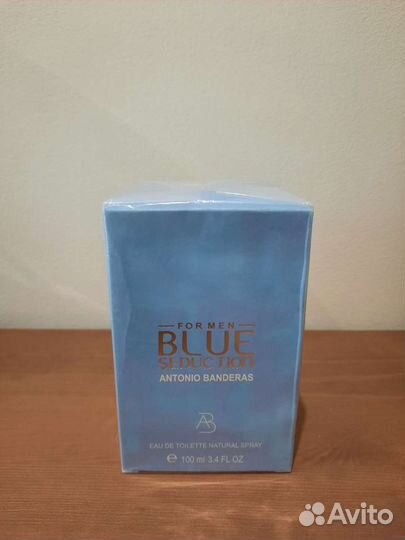 FOR MEN
BLUE
SEDUCTION
ANTONIO BANDERAS
AB
EAU DE TOILETTE NATURAL SPRAY
e 100 ml 3.4 FL OZ
Avito